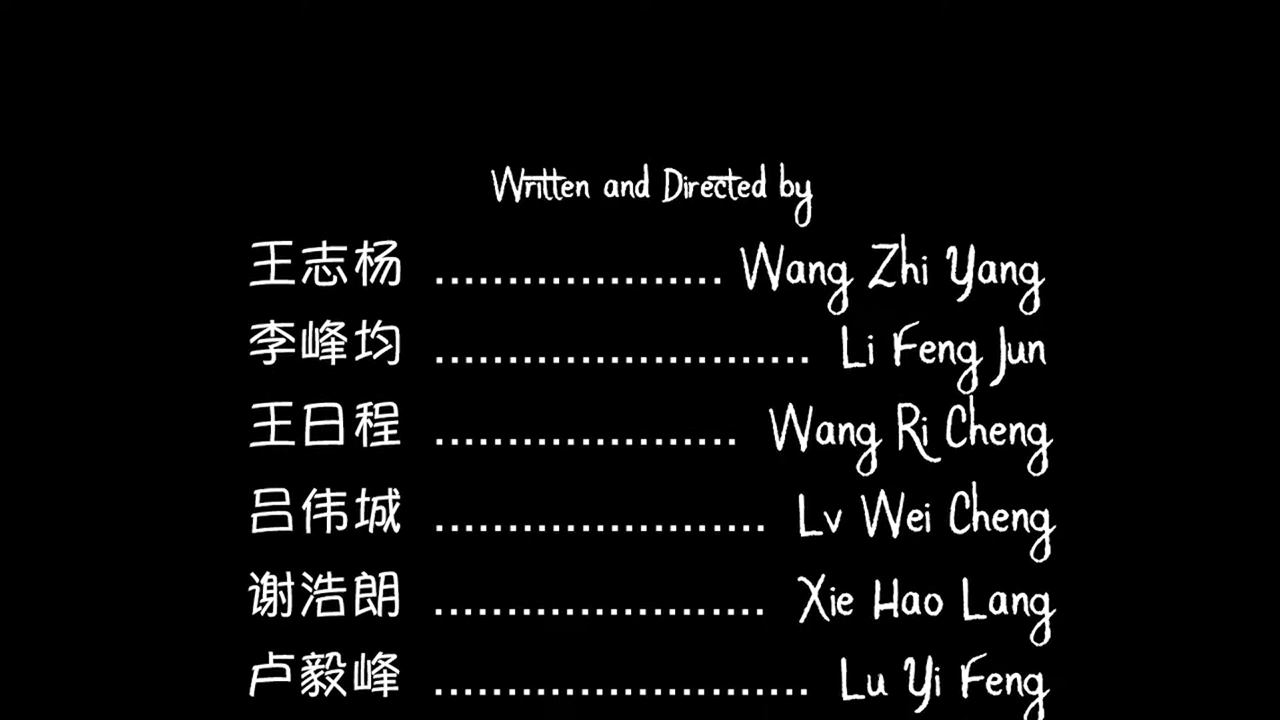 Written and Directed by
王志杨 .................... Wang Zhi Yang
李峰均 .......................... Li Feng Jun
王日程 ..................... Wang Ri Cheng
吕伟城 ....................... Lv Wei Cheng
谢浩朗 ....................... Xie Hao Lang
卢毅峰 .......................... Lu Yi Feng